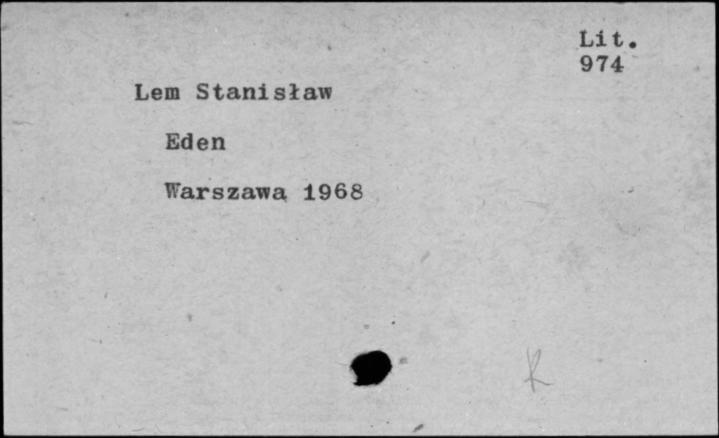 Lit.
974
Lem Stanisław
Eden
Warszawa 1968
K